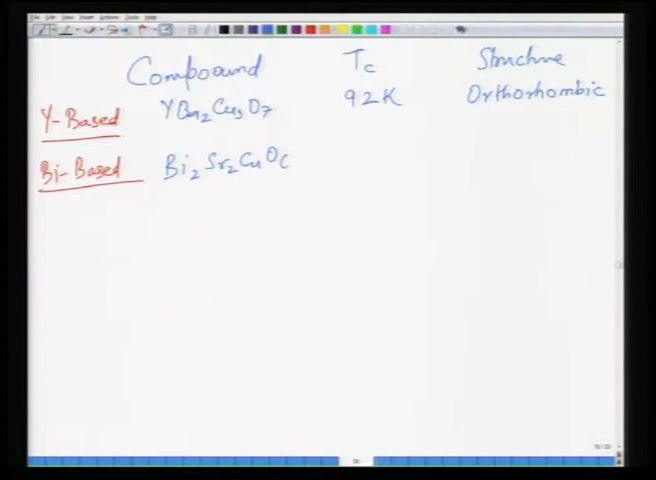 Compound Tc Structure
Y-Based YBa2Cu3O7 92K Orthorhombic
Bi-Based Bi2Sr2CuO6